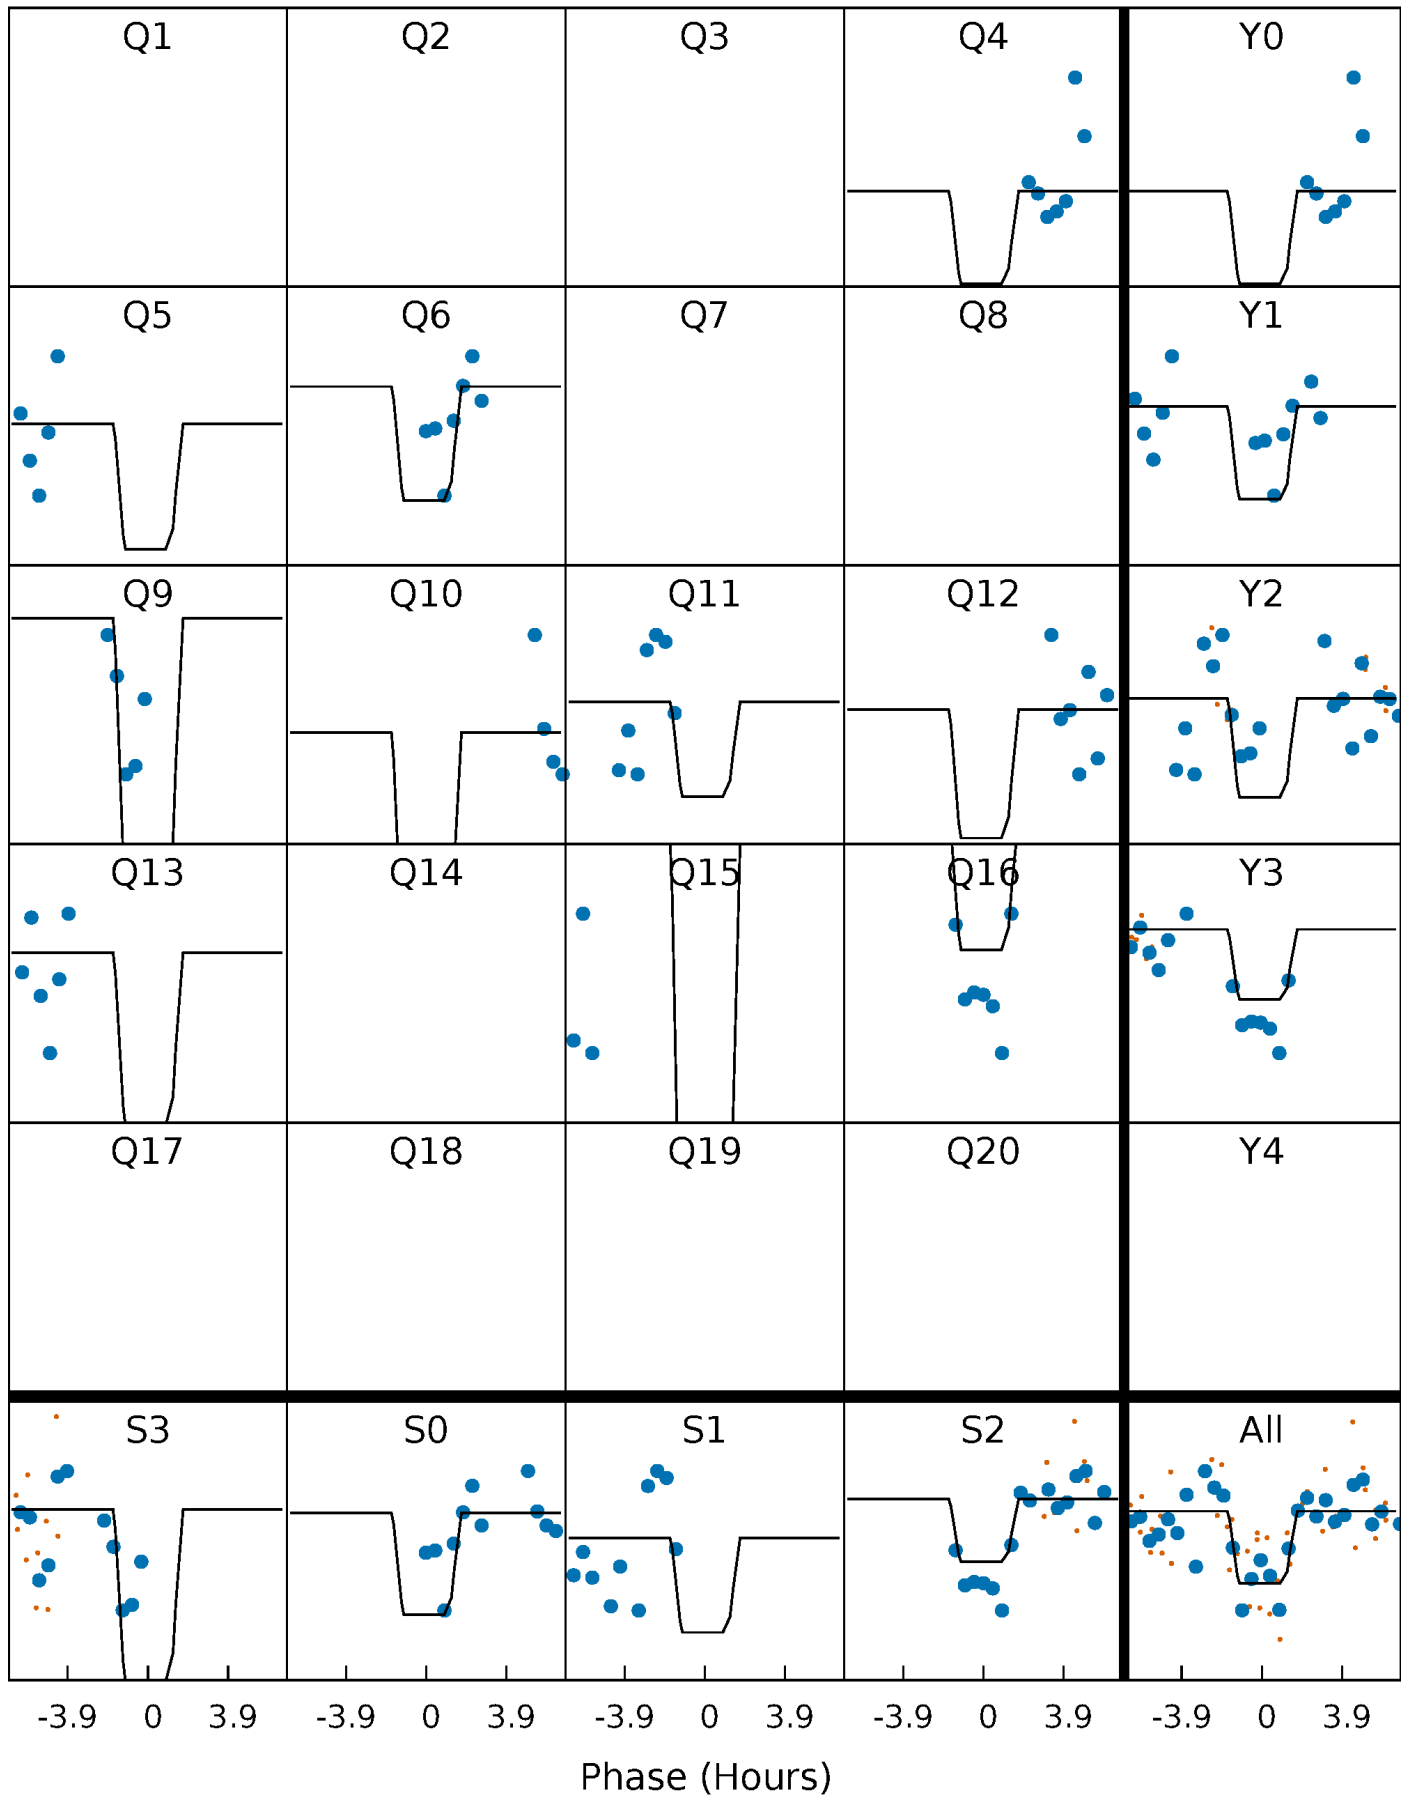 Q1 Q2 Q3 Q4 Y0
Q5 Q6 Q7 Q8 Y1
Q9 Q10 Q11 Q12 Y2
Q13 Q14 Q15 Q16 Y3
Q17 Q18 Q19 Q20 Y4
S3 S0 S1 S2 All
-3.9 0 3.9 -3.9 0 3.9 -3.9 0 3.9 -3.9 0 3.9 -3.9 0 3.9
Phase (Hours)